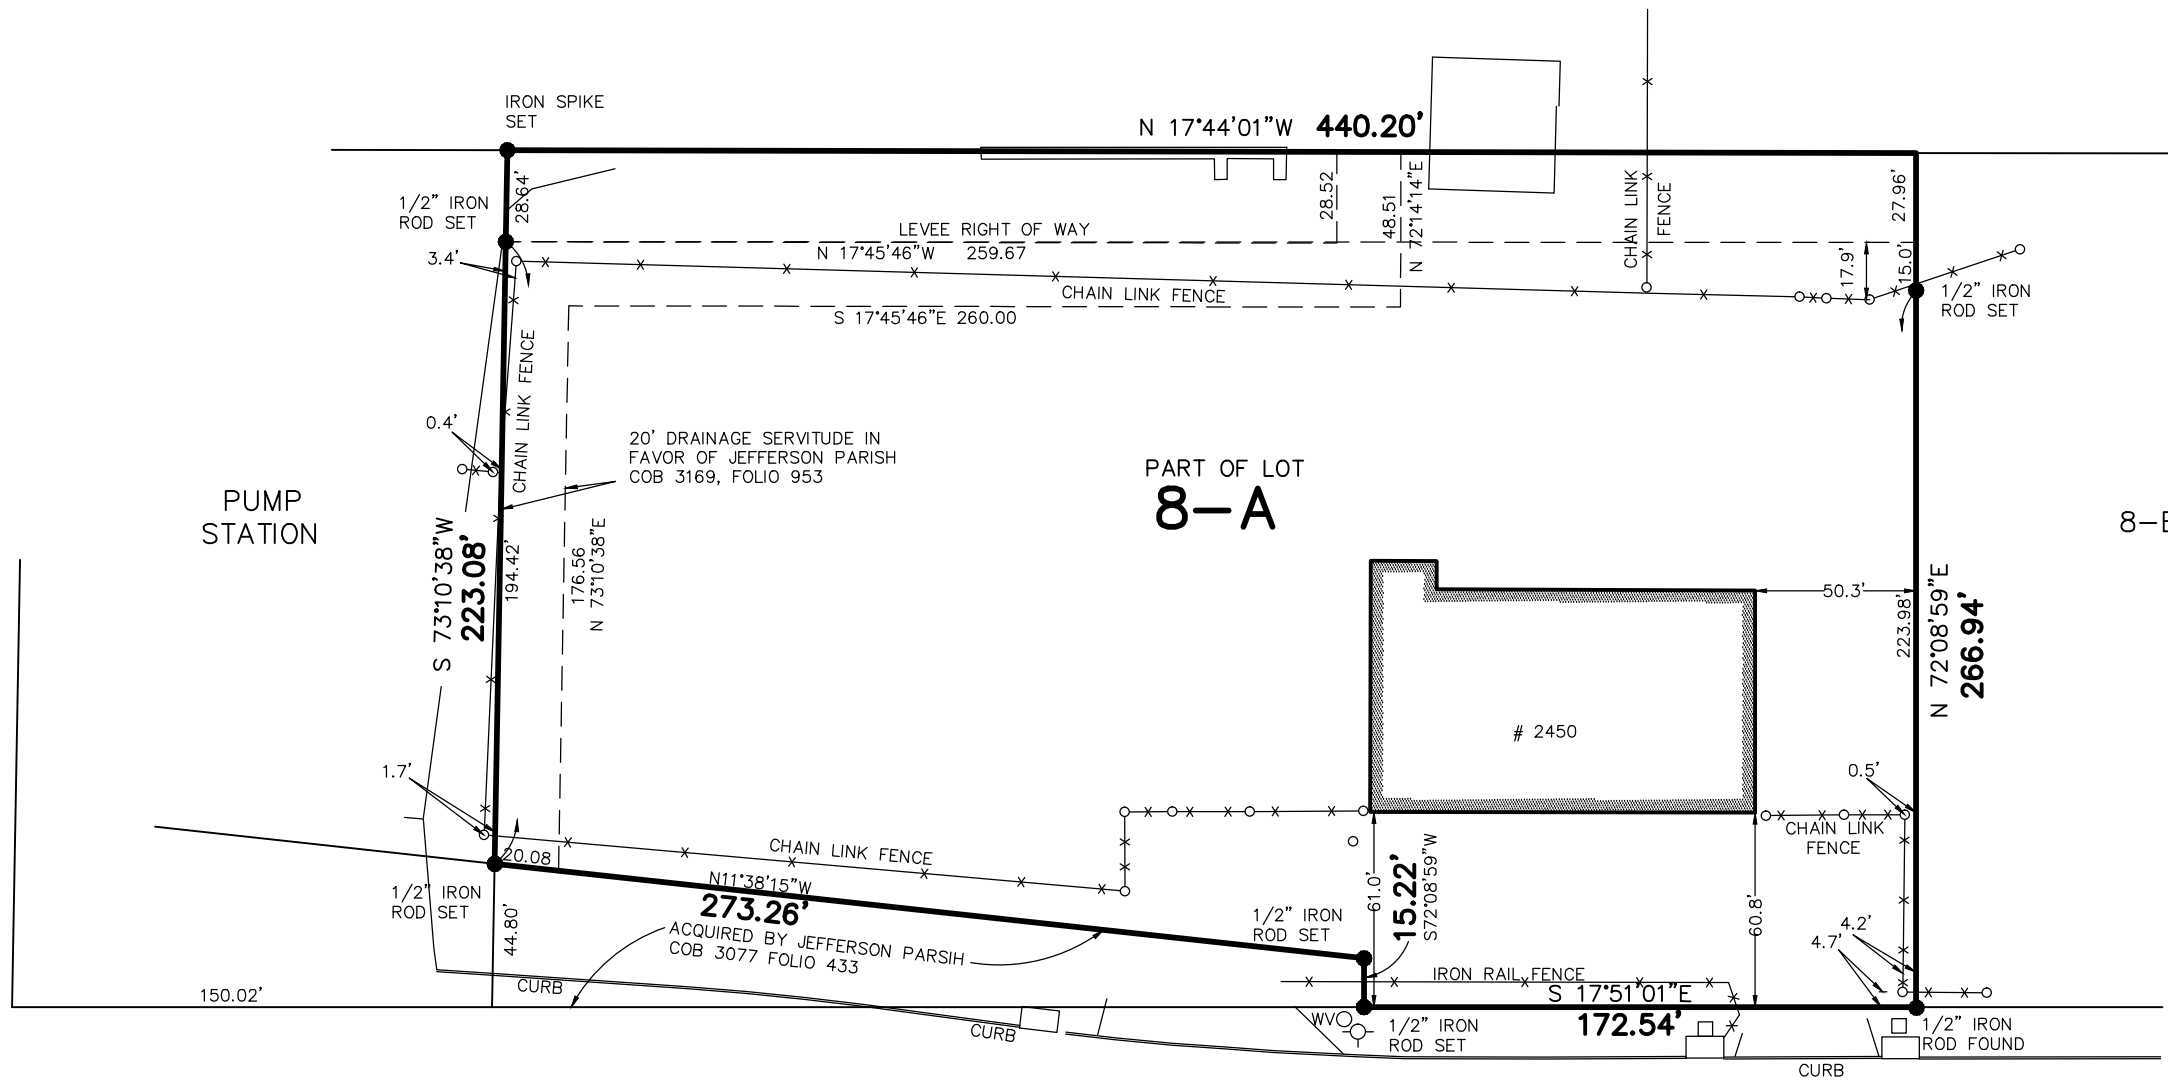 IRON SPIKE
SET
N 17°44'01"W 440.20'
28.64'
1/2" IRON
ROD SET
3.4'
LEVEE RIGHT OF WAY
N 17°45'46"W 259.67
28.52
48.51
N 72°14'14"E
CHAIN LINK
FENCE
27.96'
17.9'
15.0'
1/2" IRON
ROD SET
CHAIN LINK FENCE
S 17°45'46"E 260.00
CHAIN LINK FENCE
0.4'
20' DRAINAGE SERVITUDE IN
FAVOR OF JEFFERSON PARISH
COB 3169, FOLIO 953
PART OF LOT
8-A
PUMP
STATION
S 73°10'38"W
223.08'
194.42'
176.56
N 73°10'38"E
50.3'
223.98'
N 72°08'59"E
266.94'
# 2450
1.7'
0.5'
CHAIN LINK
FENCE
CHAIN LINK FENCE
20.08
N11°38'15"W
273.26'
1/2" IRON
ROD SET
44.80'
ACQUIRED BY JEFFERSON PARSIH
COB 3077 FOLIO 433
1/2" IRON
ROD SET
61.0'
15.22'
S72°08'59"W
60.8'
4.2'
4.7'
IRON RAIL FENCE
S 17°51'01"E
172.54'
150.02'
CURB
CURB
WV
1/2" IRON
ROD SET
1/2" IRON
ROD FOUND
CURB